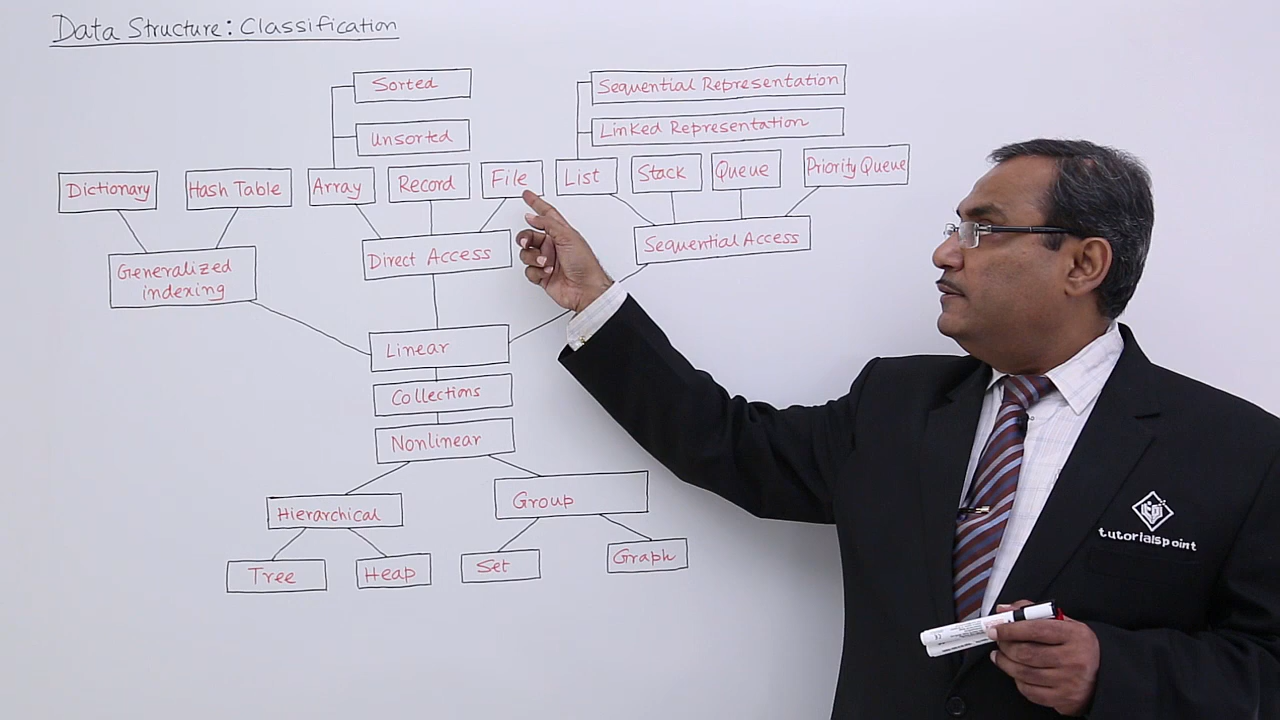 Data Structure: Classification
Sorted
Unsorted
Sequential Representation
Linked Representation
Dictionary
Hash Table
Array
Record
File
List
Stack
Queue
Priority Queue
Generalized
indexing
Direct Access
Sequential Access
Linear
Collections
Nonlinear
Hierarchical
Group
Tree
Heap
Set
Graph
tutorialspoint